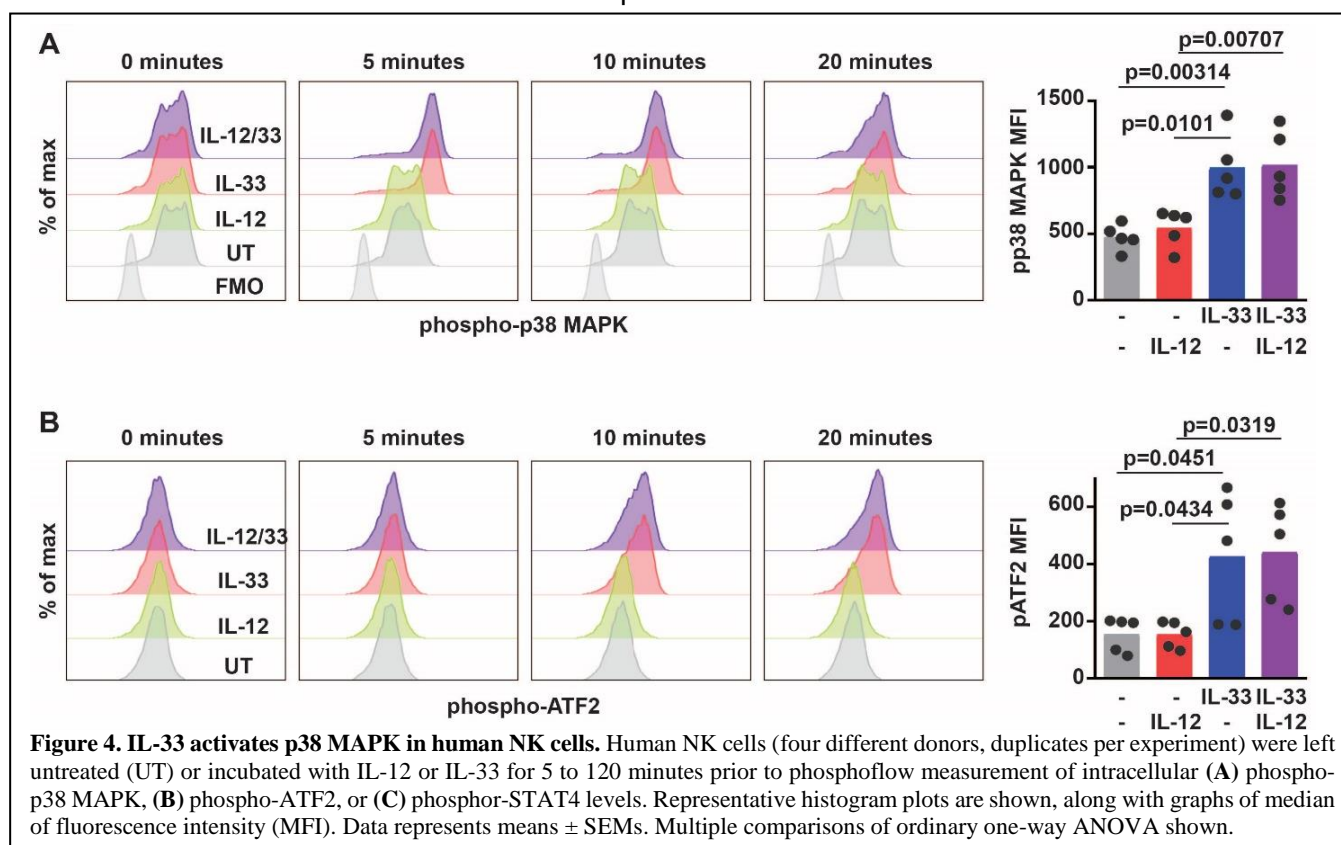 A
0 minutes
5 minutes
10 minutes
20 minutes
% of max
IL-12/33
IL-33
IL-12
UT
FMO
phospho-p38 MAPK
p=0.00707
p=0.00314
p=0.0101
pp38 MAPK MFI
1500
1000
500
0
- - IL-33 IL-33
- IL-12 - IL-12
B
0 minutes
5 minutes
10 minutes
20 minutes
% of max
IL-12/33
IL-33
IL-12
UT
phospho-ATF2
p=0.0319
p=0.0451
p=0.0434
pATF2 MFI
600
400
200
0
- - IL-33 IL-33
- IL-12 - IL-12
Figure 4. IL-33 activates p38 MAPK in human NK cells. Human NK cells (four different donors, duplicates per experiment) were left
untreated (UT) or incubated with IL-12 or IL-33 for 5 to 120 minutes prior to phosphoflow measurement of intracellular (A) phospho-
p38 MAPK, (B) phospho-ATF2, or (C) phosphor-STAT4 levels. Representative histogram plots are shown, along with graphs of median
of fluorescence intensity (MFI). Data represents means ± SEMs. Multiple comparisons of ordinary one-way ANOVA shown.